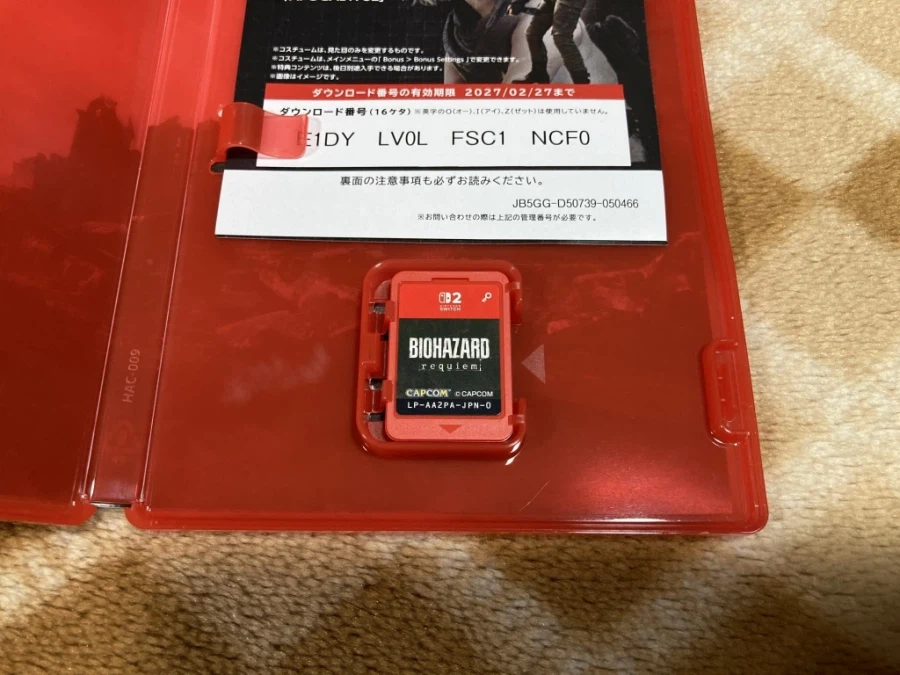 ※コスチュームは、見た目のみを変更するものです。
※コスチュームは、メインメニューの「Bonus > Bonus Settings」で変更できます。
※特典コンテンツは、後日別途入手できる場合があります。
※画像はイメージです。
ダウンロード番号の有効期限 2027/02/27まで
ダウンロード番号(16ケタ) ※英字のO(オー),I(アイ),Z(ゼット)は使用していません。
E1DY LV0L FSC1 NCF0
裏面の注意事項も必ずお読みください。
JB5GG-D50739-050466
※お問い合わせの際は上記の管理番号が必要です。
2
NINTENDO
SWITCH
BIOHAZARD
requiem
CAPCOM © CAPCOM
LP-AA2PA-JPN-0
HAC-009